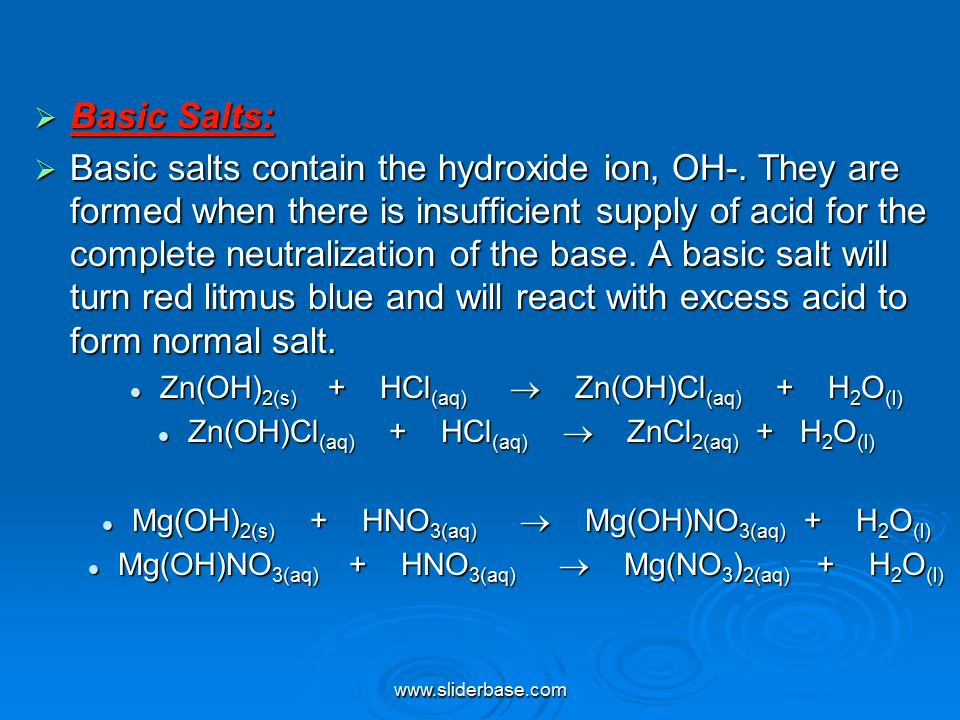 ➢ Basic Salts:
➢ Basic salts contain the hydroxide ion, OH-. They are
formed when there is insufficient supply of acid for the
complete neutralization of the base. A basic salt will
turn red litmus blue and will react with excess acid to
form normal salt.
• Zn(OH)₂₍ₛ₎ + HCl(aq) → Zn(OH)Cl(aq) + H₂O(l)
• Zn(OH)Cl(aq) + HCl(aq) → ZnCl₂(aq) + H₂O(l)
• Mg(OH)₂₍ₛ₎ + HNO₃(aq) → Mg(OH)NO₃(aq) + H₂O(l)
• Mg(OH)NO₃(aq) + HNO₃(aq) → Mg(NO₃)₂(aq) + H₂O(l)
www.sliderbase.com